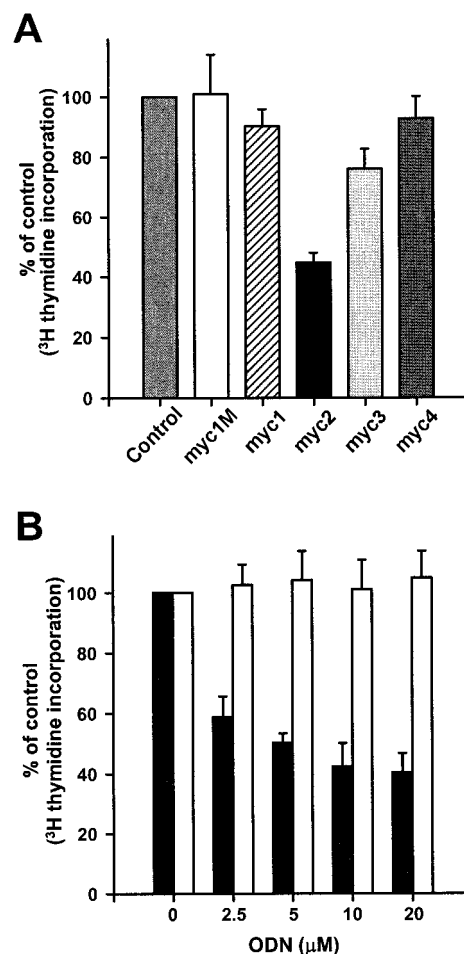 A
% of control
(³H thymidine incorporation)
100
80
60
40
20
0
Control
myc1M
myc1
myc2
myc3
myc4
B
% of control
(³H thymidine incorporation)
100
80
60
40
20
0
0 2.5 5 10 20
ODN (μM)